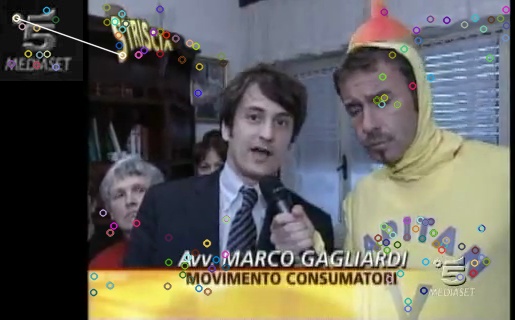 5
MEDIASET
STRISCIA
Avv. MARCO GAGLIARDI
MOVIMENTO CONSUMATORI
5
MEDIASET